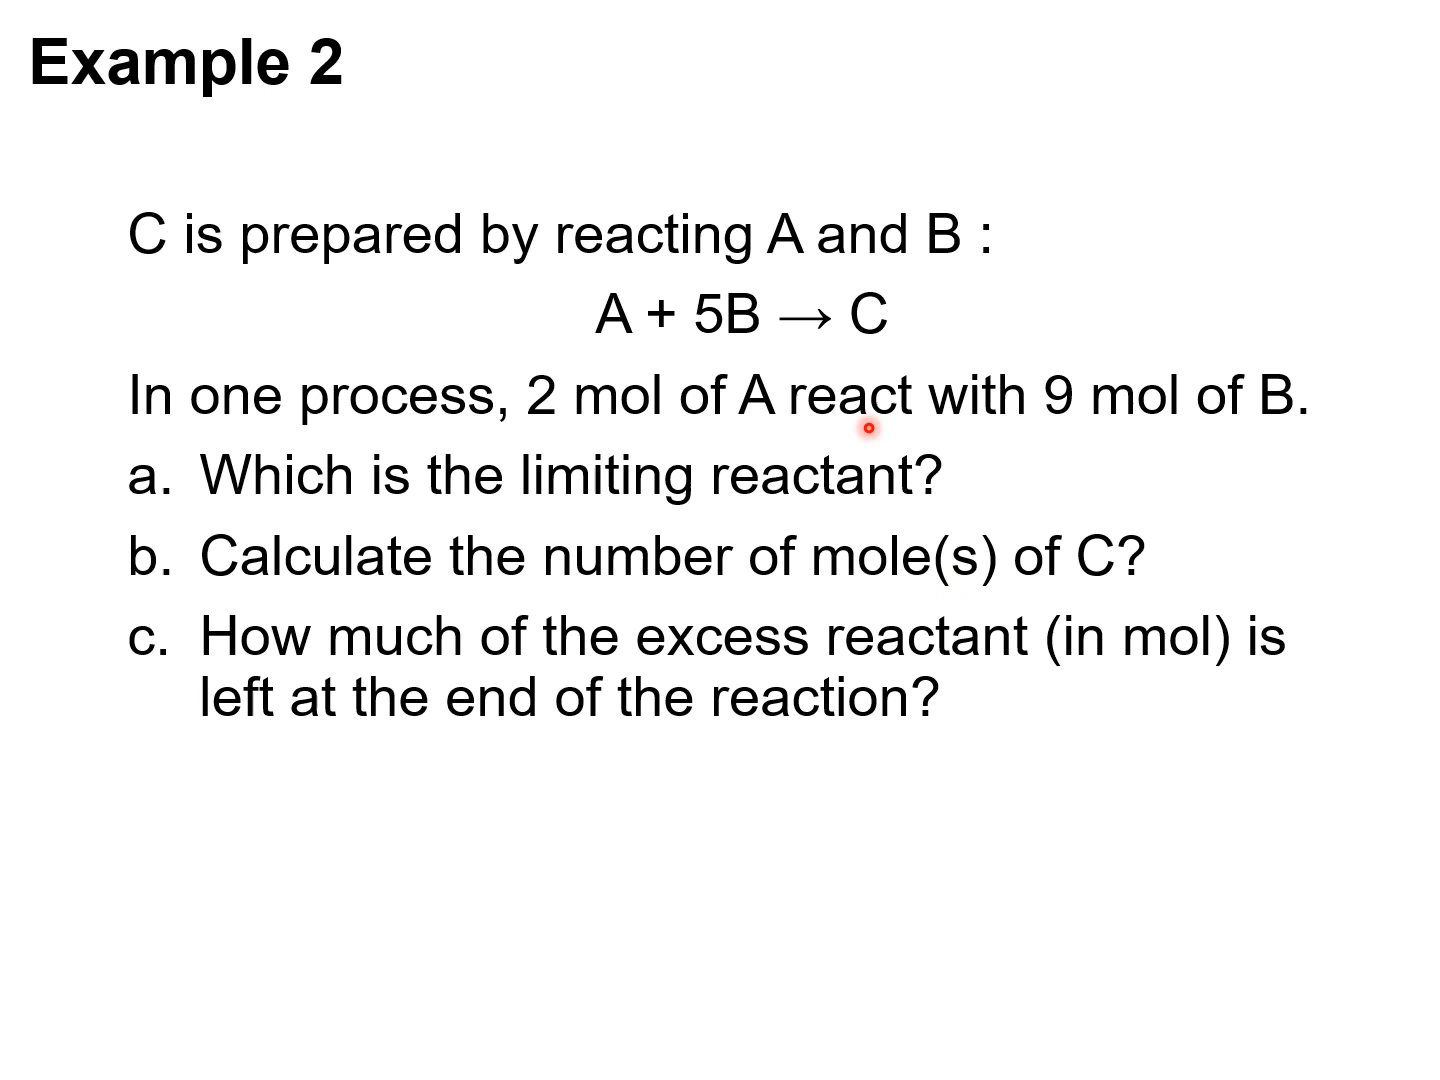 Example 2
C is prepared by reacting A and B :
A + 5B → C
In one process, 2 mol of A react with 9 mol of B.
a. Which is the limiting reactant?
b. Calculate the number of mole(s) of C?
c. How much of the excess reactant (in mol) is
left at the end of the reaction?